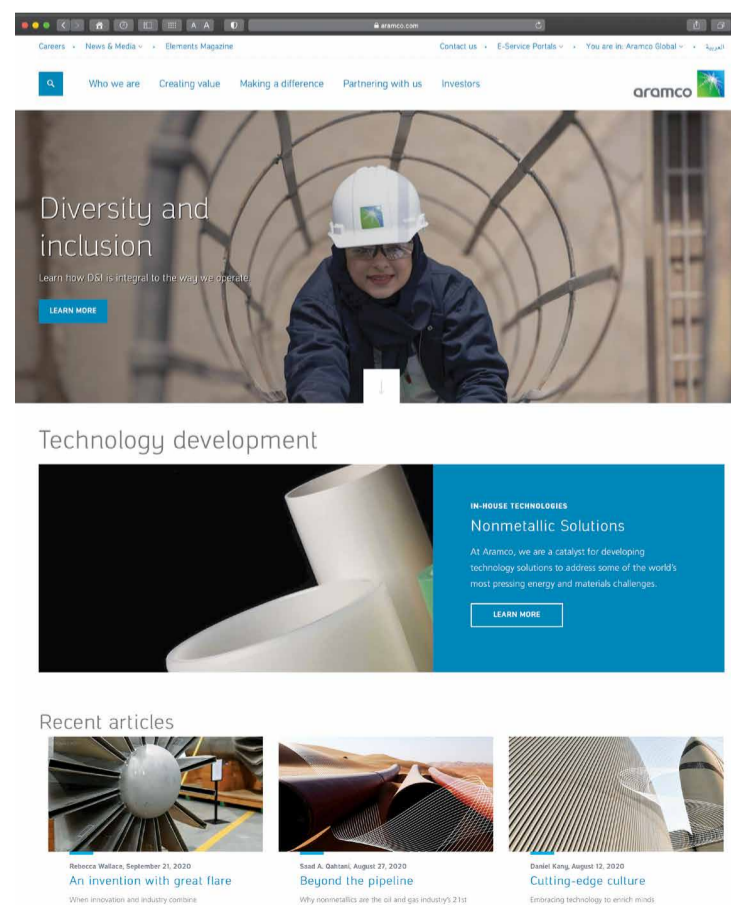 aramco.com
Careers • News & Media • Elements Magazine
Contact us • E-Service Portals • You are in: Aramco Global • العربية
Who we are Creating value Making a difference Partnering with us Investors
aramco
Diversity and
inclusion
Learn how D&I is integral to the way we operate
LEARN MORE
Technology development
IN-HOUSE TECHNOLOGIES
Nonmetallic Solutions
At Aramco, we are a catalyst for developing
technology solutions to address some of the world's
most pressing energy and materials challenges.
LEARN MORE
Recent articles
Rebecca Wallace, September 21, 2020
An invention with great flare
When innovation and industry combine
Saad A. Qahtani, August 27, 2020
Beyond the pipeline
Why nonmetallics are the oil and gas industry's 21st
Daniel Kang, August 12, 2020
Cutting-edge culture
Embracing technology to enrich minds